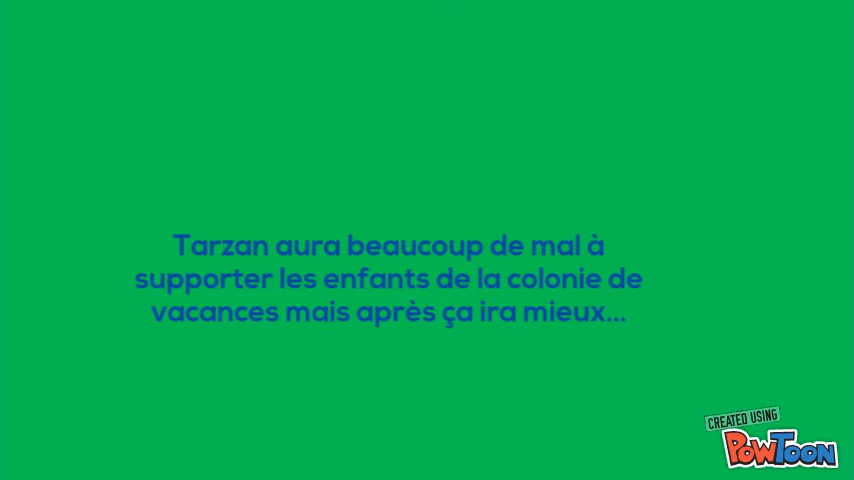 Tarzan aura beaucoup de mal à
supporter les enfants de la colonie de
vacances mais après ça ira mieux...
CREATED USING
POWTOON